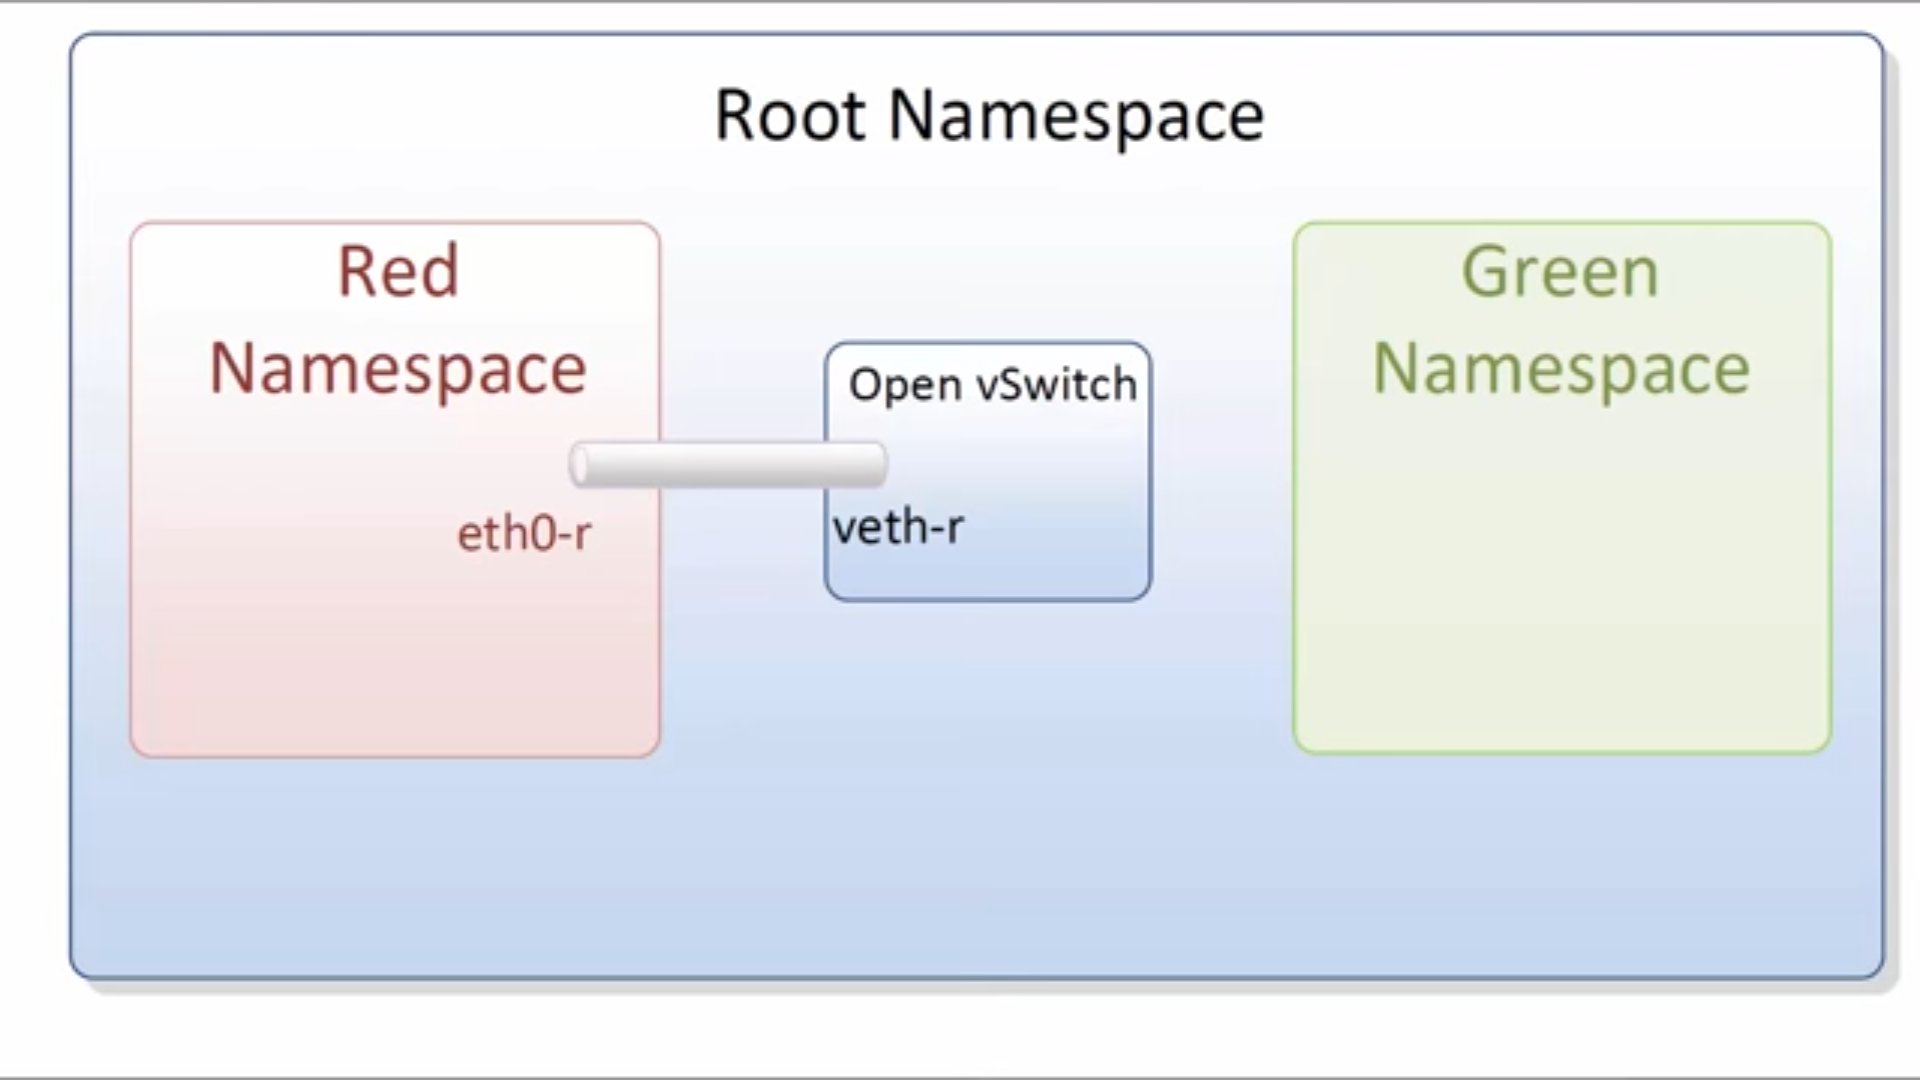 Root Namespace
Red
Namespace
eth0-r
Open vSwitch
veth-r
Green
Namespace